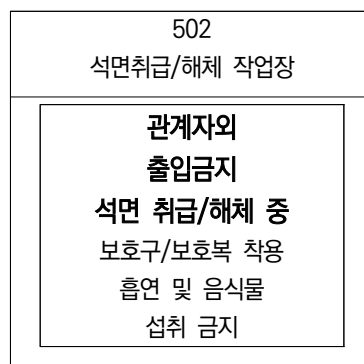 502
석면취급/해체 작업장
관계자외
출입금지
석면 취급/해체 중
보호구/보호복 착용
흡연 및 음식물
섭취 금지